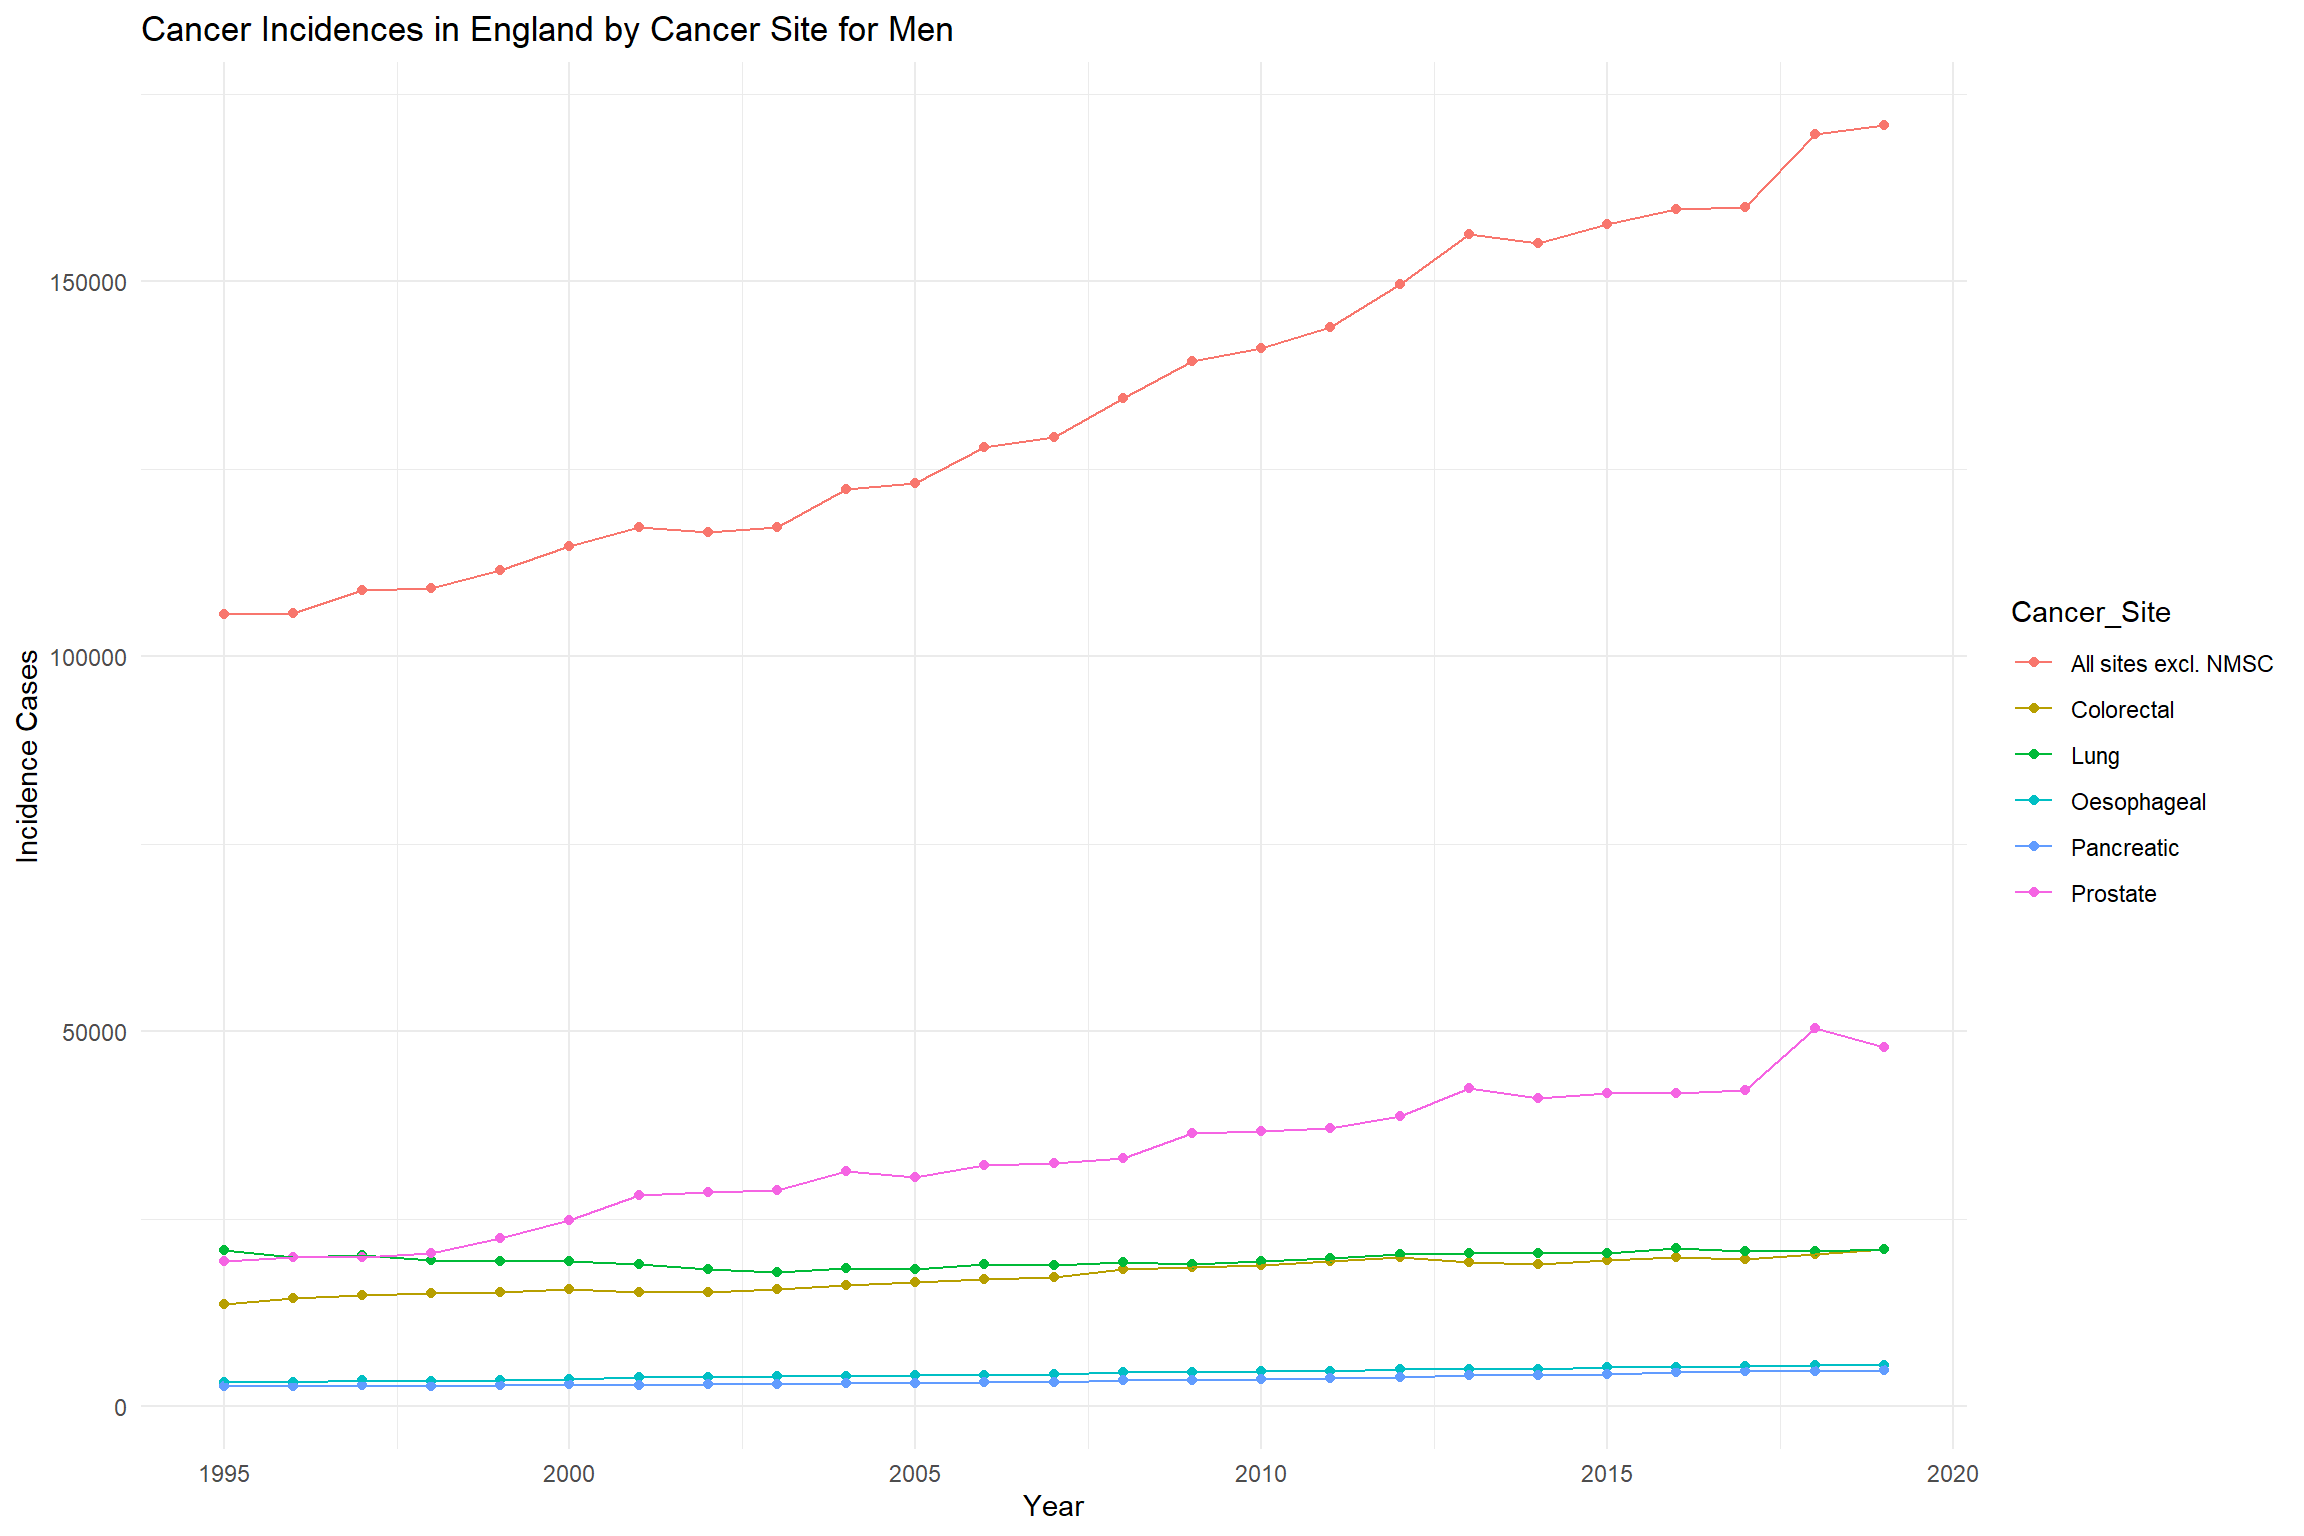 Cancer Incidences in England by Cancer Site for Men
150000
100000
50000
0
Incidence Cases
1995 2000 2005 2010 2015 2020
Year
Cancer_Site
All sites excl. NMSC
Colorectal
Lung
Oesophageal
Pancreatic
Prostate